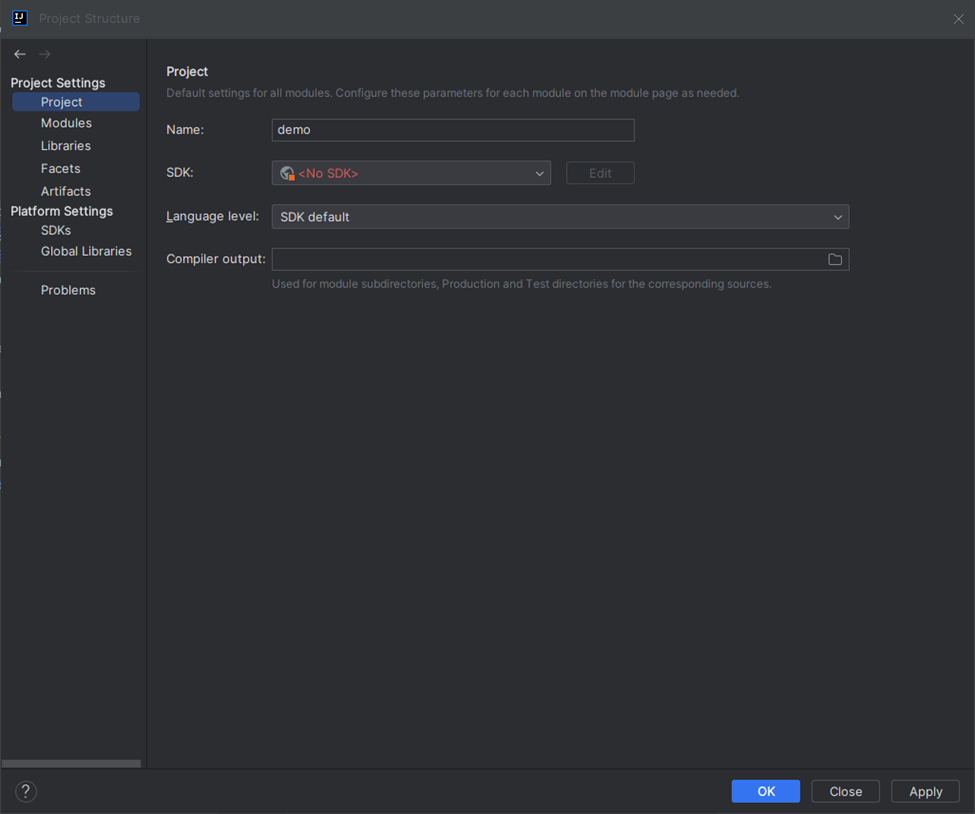 Project Structure
Project Settings
Project
Modules
Libraries
Facets
Artifacts
Platform Settings
SDKs
Global Libraries
Problems
Project
Default settings for all modules. Configure these parameters for each module on the module page as needed.
Name: demo
SDK: <No SDK> Edit
Language level: SDK default
Compiler output:
Used for module subdirectories, Production and Test directories for the corresponding sources.
? OK Close Apply